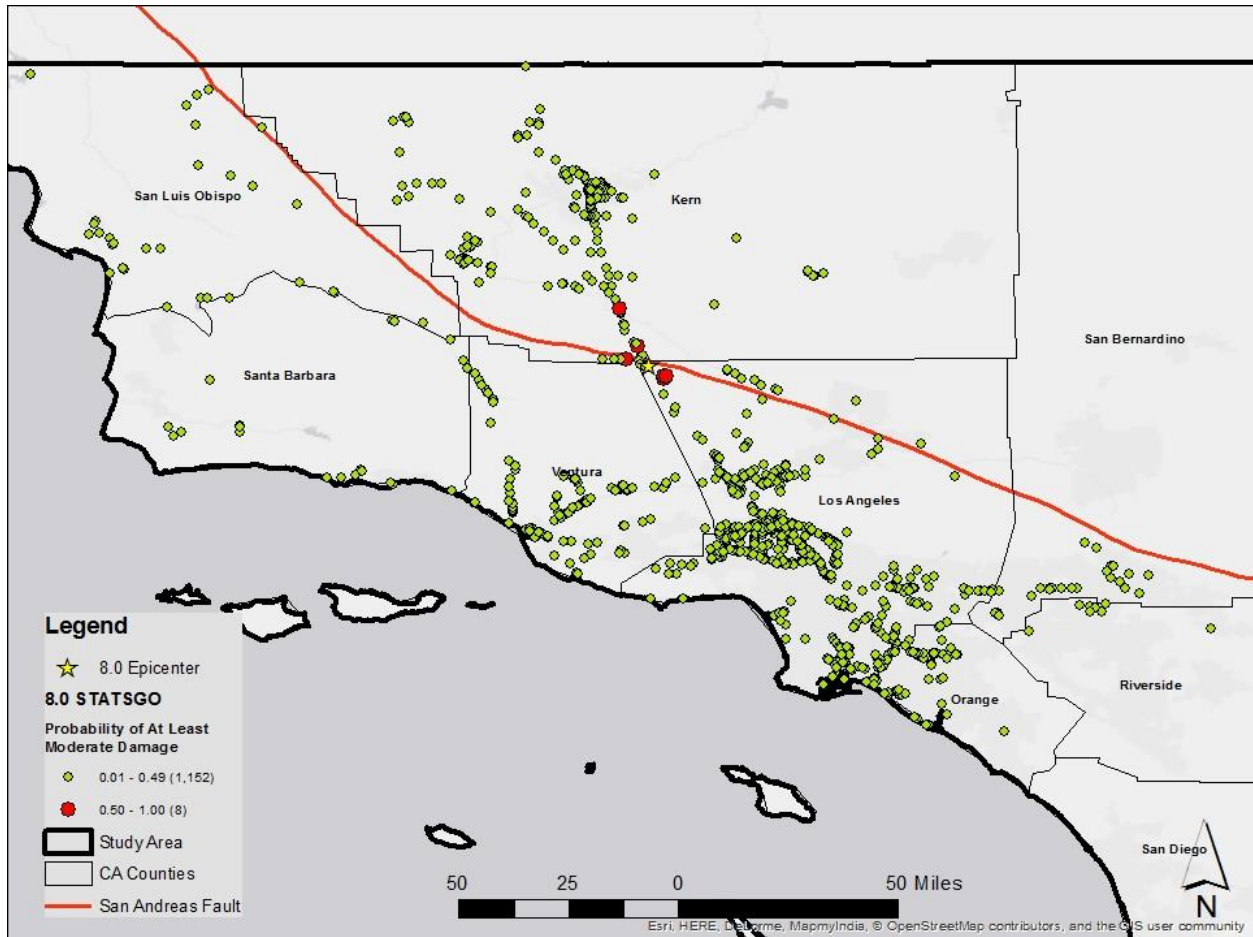 San Luis Obispo
Kern
San Bernardino
Santa Barbara
Ventura
Los Angeles
Orange
Riverside
San Diego
Legend
8.0 Epicenter
8.0 STATSGO
Probability of At Least
Moderate Damage
0.01 - 0.49 (1,152)
0.50 - 1.00 (8)
Study Area
CA Counties
San Andreas Fault
50 25 0 50 Miles
N
Esri, HERE, DeLorme, MapmyIndia, © OpenStreetMap contributors, and the GIS user community